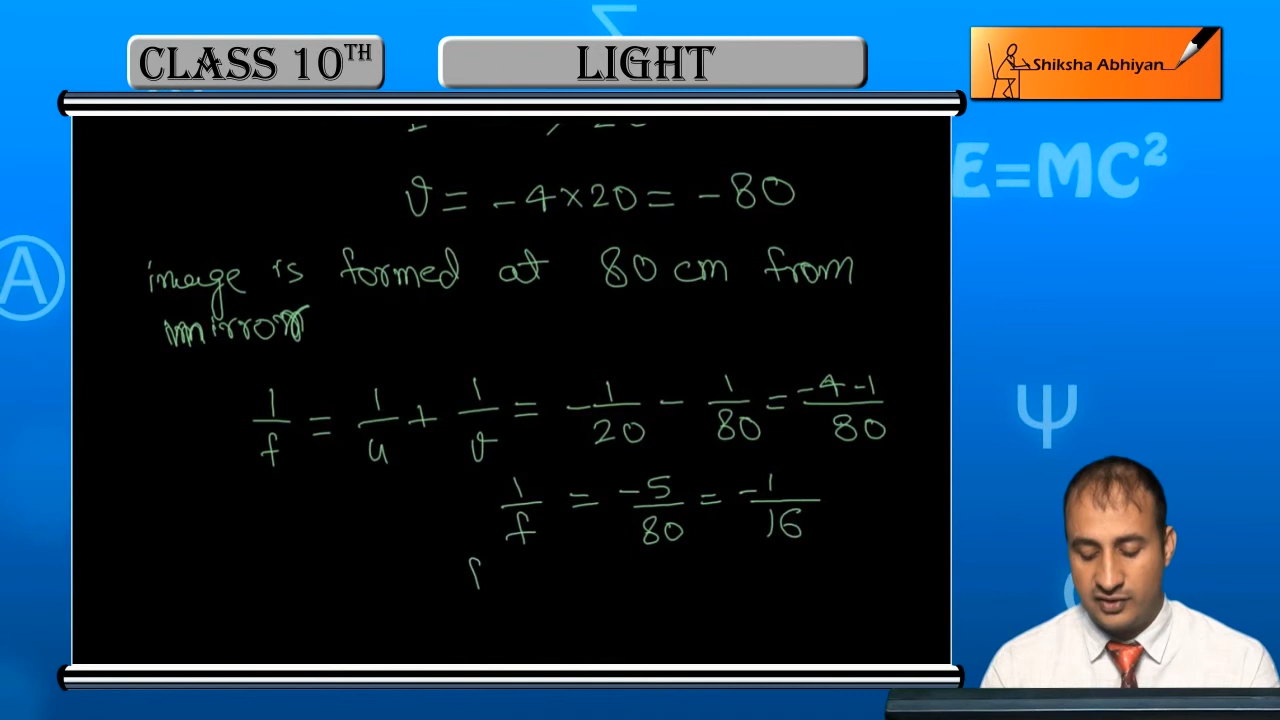 Σ
CLASS 10TH
LIGHT
Shiksha Abhiyan
E=MC²
v = -4×20 = -80
A
image is formed at 80 cm from
mirror
1/f = 1/u + 1/v = -1/20 - 1/80 = -4-1/80
Ψ
1/f = -5/80 = -1/16
f